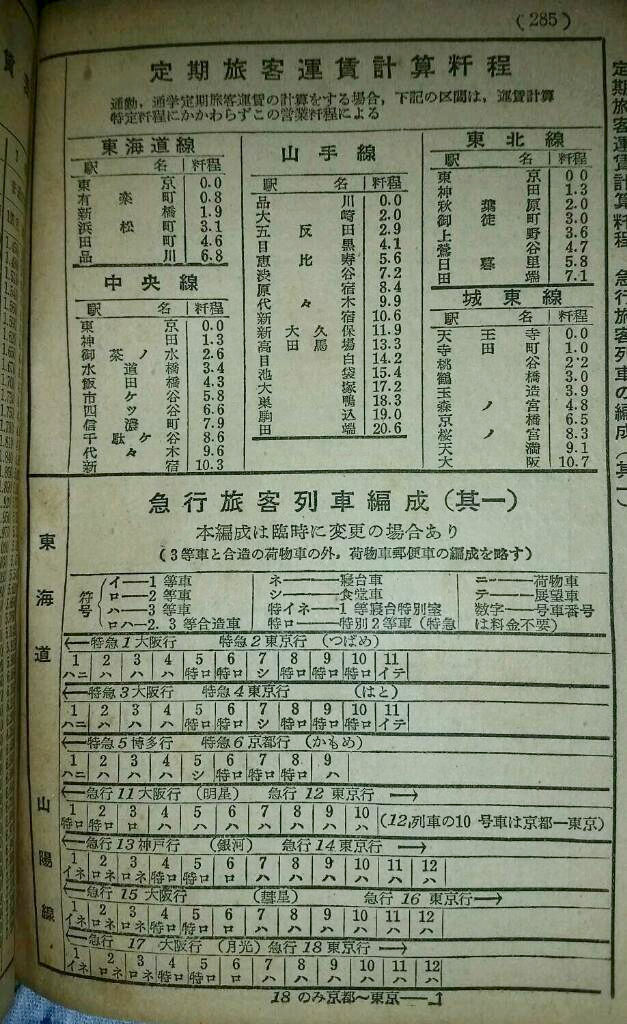 (285)
定期旅客運賃計算粁程
通勤，通学定期旅客運賃の計算をする場合，下記の区間は，運賃計算
特定粁程にかかわらずこの営業粁程による
東海道線
駅名 粁程
東京 0.0
有楽町 0.8
新橋 1.9
浜松町 3.1
田町 4.6
品川 6.8
中央線
駅名 粁程
東京 0.0
神田 1.3
御茶ノ水 2.6
水道橋 3.4
飯田橋 4.3
市ケ谷 5.8
四ツ谷 6.6
信濃町 7.9
千駄ケ谷 8.6
代々木 9.6
新宿 10.3
山手線
駅名 粁程
品川 0.0
大崎 2.0
五反田 2.9
目黒 4.1
恵比寿 5.6
渋谷 7.2
原宿 8.4
代々木 9.9
新宿 10.6
新大久保 11.9
高田馬場 13.3
目白 14.2
池袋 15.4
大塚 17.2
巣鴨 18.3
駒込 19.0
田端 20.6
東北線
駅名 粁程
東京 0.0
神田 1.3
秋葉原 2.0
御徒町 3.0
上野 3.6
鶯谷 4.7
日暮里 5.8
田端 7.1
城東線
駅名 粁程
天王寺 0.0
寺田町 1.0
桃谷 2.2
鶴橋 3.0
玉造 3.9
森ノ宮 4.8
京橋 6.5
桜ノ宮 8.3
天満 9.1
大阪 10.7
急行旅客列車編成(其一)
本編成は臨時に変更の場合あり
(3等車と合造の荷物車の外，荷物車郵便車の編成を略す)
符号
イ―1等車 ネ―寝台車 ニ―荷物車
ロ―2等車 シ―食堂車 テ―展望車
ハ―3等車 特イネ―1等寝台特別室 数字―号車番号
ロハ―2.3等合造車 特ロ―特別2等車(特急は料金不要)
東海道 山陽線
←特急1大阪行 特急2東京行 (つばめ)
1 2 3 4 5 6 7 8 9 10 11
ハニ ハ ハ ハ 特ロ 特ロ シ 特ロ 特ロ 特ロ イテ
←特急3大阪行 特急4東京行 (はと)
1 2 3 4 5 6 7 8 9 10 11
ハニ ハ ハ ハ 特ロ 特ロ シ 特ロ 特ロ 特ロ イテ
←特急5博多行 特急6京都行 (かもめ)
1 2 3 4 5 6 7 8 9
ハニ ハ ハ ハ シ 特ロ 特ロ 特ロ ハ
←急行11大阪行 (明星) 急行12東京行→
1 2 3 4 5 6 7 8 9 10 (12列車の10号車は京都―東京)
特ロ 特ロ ロ ハ ハ ハ ハ ハ ハ ハ
←急行13神戸行 (銀河) 急行14東京行→
1 2 3 4 5 6 7 8 9 10 11 12
イネ ロネ ロネ 特ロ 特ロ ロ ハ ハ ハ ハ ハ ハ
←急行15大阪行 (彗星) 急行16東京行→
1 2 3 4 5 6 7 8 9 10 11 12
イネ ロネ ロネ 特ロ 特ロ ロ ハ ハ ハ ハ ハ ハ
←急行17大阪行 (月光) 急行18東京行→
1 2 3 4 5 6 7 8 9 10 11 12
イネ ロネ ロネ 特ロ 特ロ ロ ハ ハ ハ ハ ハ ハ
18のみ京都～東京―↑
定期旅客運賃計算粁程 急行列車の編成(其一)